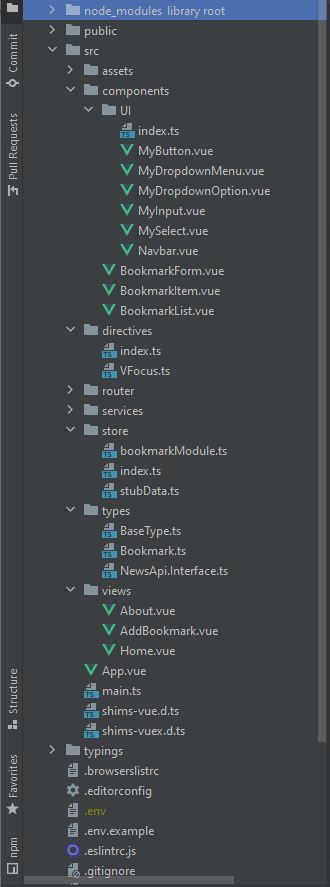 node_modules library root
public
src
assets
components
UI
index.ts
MyButton.vue
MyDropdownMenu.vue
MyDropdownOption.vue
MyInput.vue
MySelect.vue
Navbar.vue
BookmarkForm.vue
BookmarkItem.vue
BookmarkList.vue
directives
index.ts
VFocus.ts
router
services
store
bookmarkModule.ts
index.ts
stubData.ts
types
BaseType.ts
Bookmark.ts
NewsApi.Interface.ts
views
About.vue
AddBookmark.vue
Home.vue
App.vue
main.ts
shims-vue.d.ts
shims-vuex.d.ts
typings
.browserslistrc
.editorconfig
.env
.env.example
.eslintrc.js
.gitignore
Commit
Pull Requests
Structure
Favorites
npm